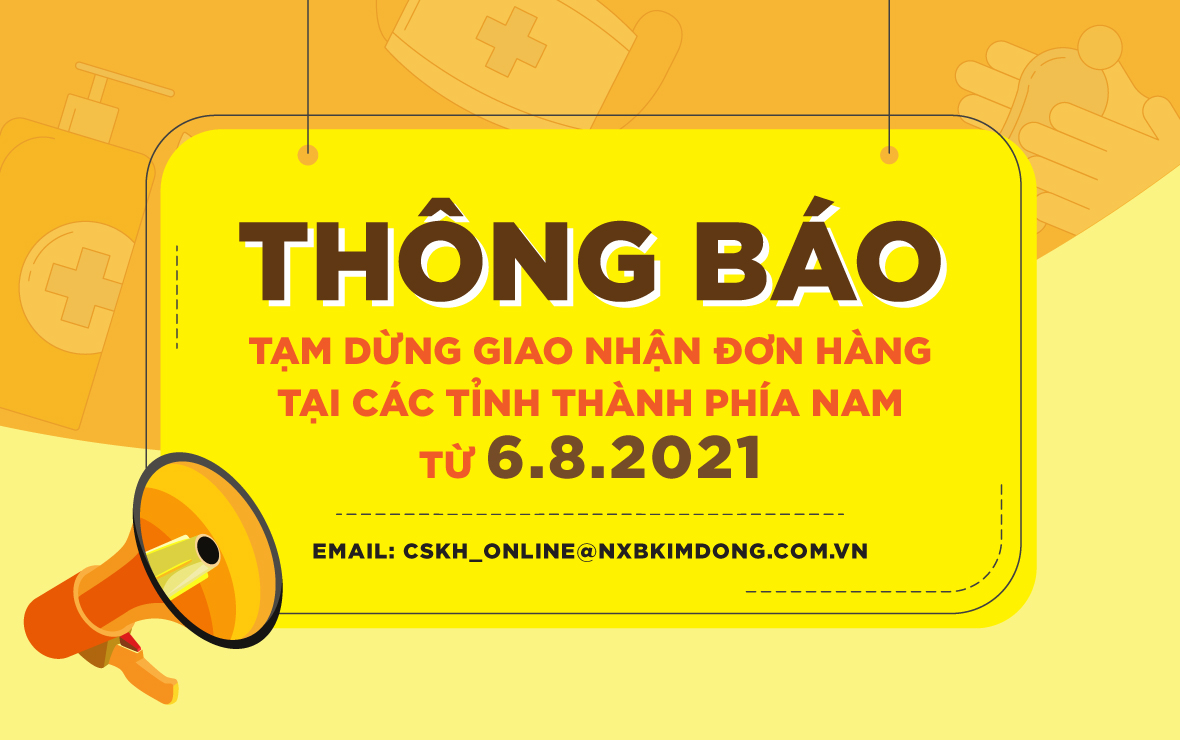 THÔNG BÁO
TẠM DỪNG GIAO NHẬN ĐƠN HÀNG
TẠI CÁC TỈNH THÀNH PHÍA NAM
TỪ 6.8.2021
EMAIL: CSKH_ONLINE@NXBKIMDONG.COM.VN